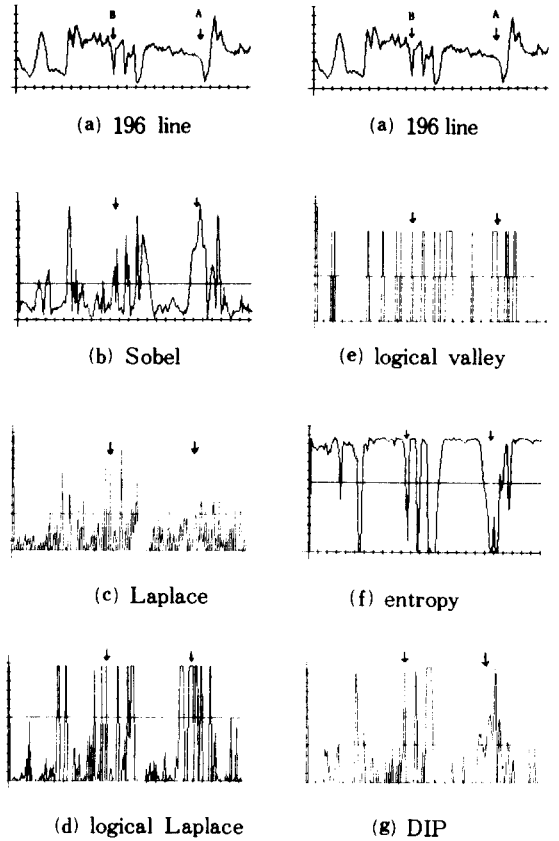 B A
B A
(a) 196 line
(a) 196 line
(b) Sobel
(e) logical valley
(c) Laplace
(f) entropy
(d) logical Laplace
(g) DIP